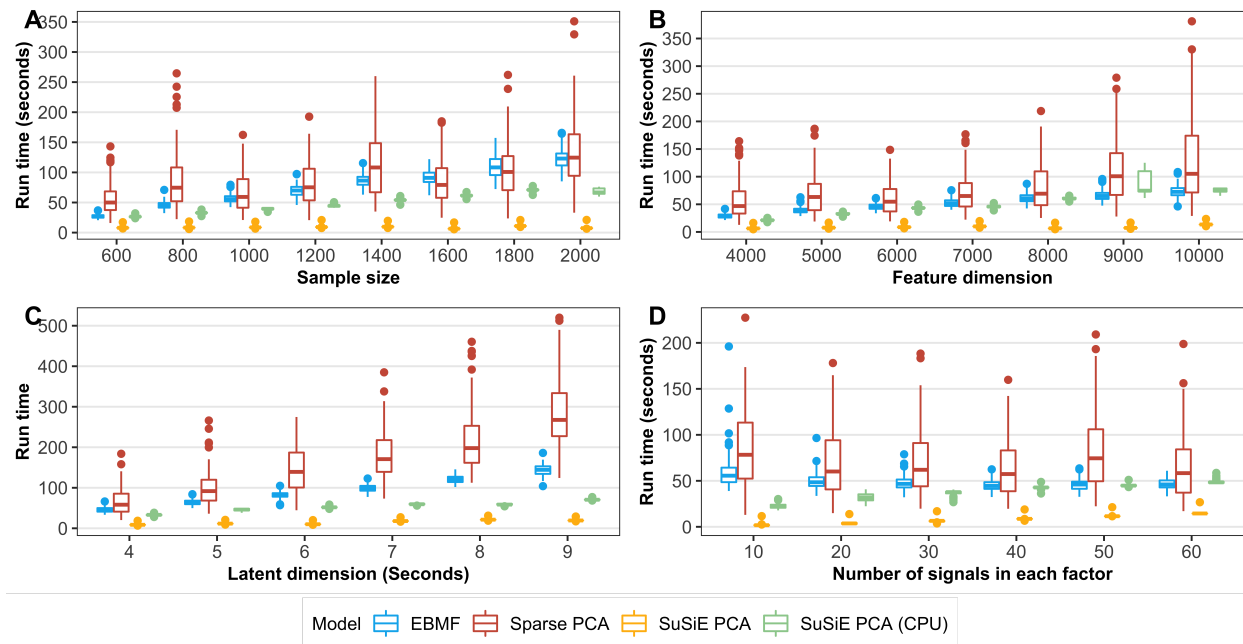 A
Run time (seconds)
350
300
250
200
150
100
50
0
600 800 1000 1200 1400 1600 1800 2000
Sample size
B
Run time (seconds)
350
300
250
200
150
100
50
0
4000 5000 6000 7000 8000 9000 10000
Feature dimension
C
Run time
500
400
300
200
100
0
4 5 6 7 8 9
Latent dimension (Seconds)
D
Run time (seconds)
200
150
100
50
0
10 20 30 40 50 60
Number of signals in each factor
Model EBMF Sparse PCA SuSiE PCA SuSiE PCA (CPU)